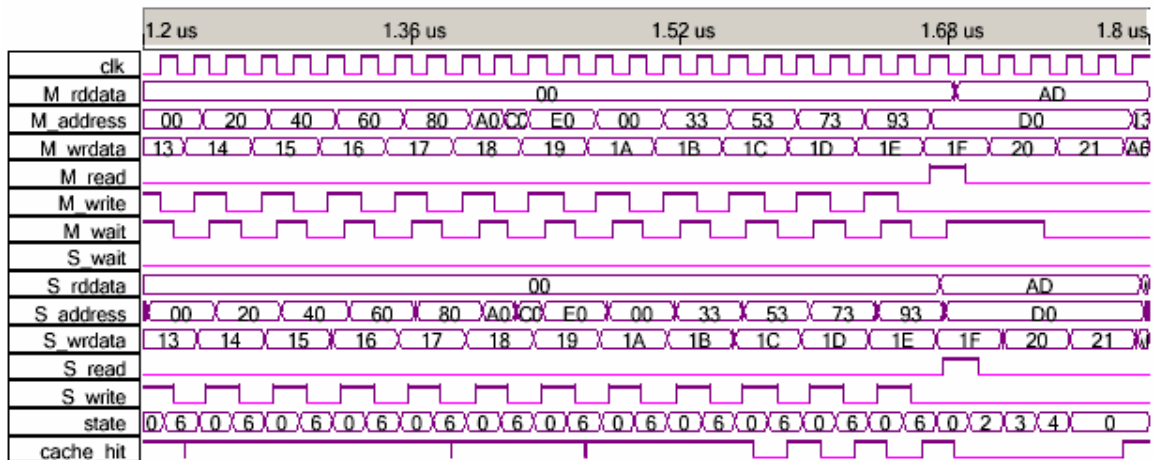 1.2 us 1.36 us 1.52 us 1.68 us 1.8 us
clk
M_rddata 00 AD
M_address 00 20 40 60 80 A0 C0 E0 00 33 53 73 93 D0
M_wrdata 13 14 15 16 17 18 19 1A 1B 1C 1D 1E 1F 20 21
M_read
M_write
M_wait
S_wait
S_rddata 00 AD
S_address 00 20 40 60 80 A0 C0 E0 00 33 53 73 93 D0
S_wrdata 13 14 15 16 17 18 19 1A 1B 1C 1D 1E 1F 20 21
S_read
S_write
state 0 6 0 6 0 6 0 6 0 6 0 6 0 6 0 6 0 6 0 6 0 6 0 6 0 2 3 4 0
cache_hit